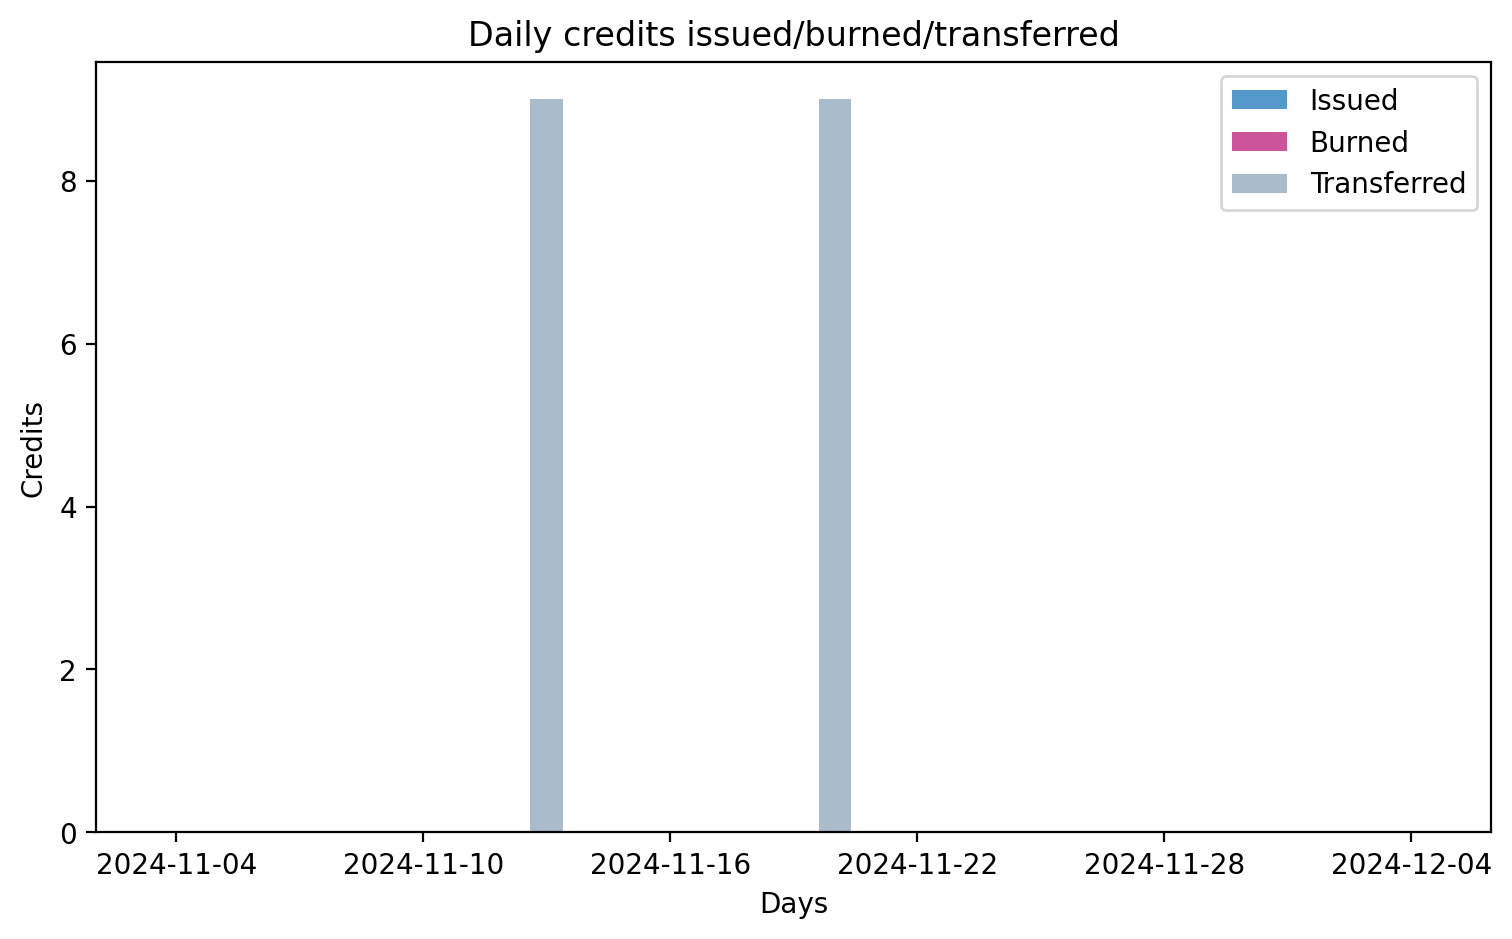 Daily credits issued/burned/transferred
Issued
Burned
Transferred
8
6
4
2
0
Credits
2024-11-04 2024-11-10 2024-11-16 2024-11-22 2024-11-28 2024-12-04
Days